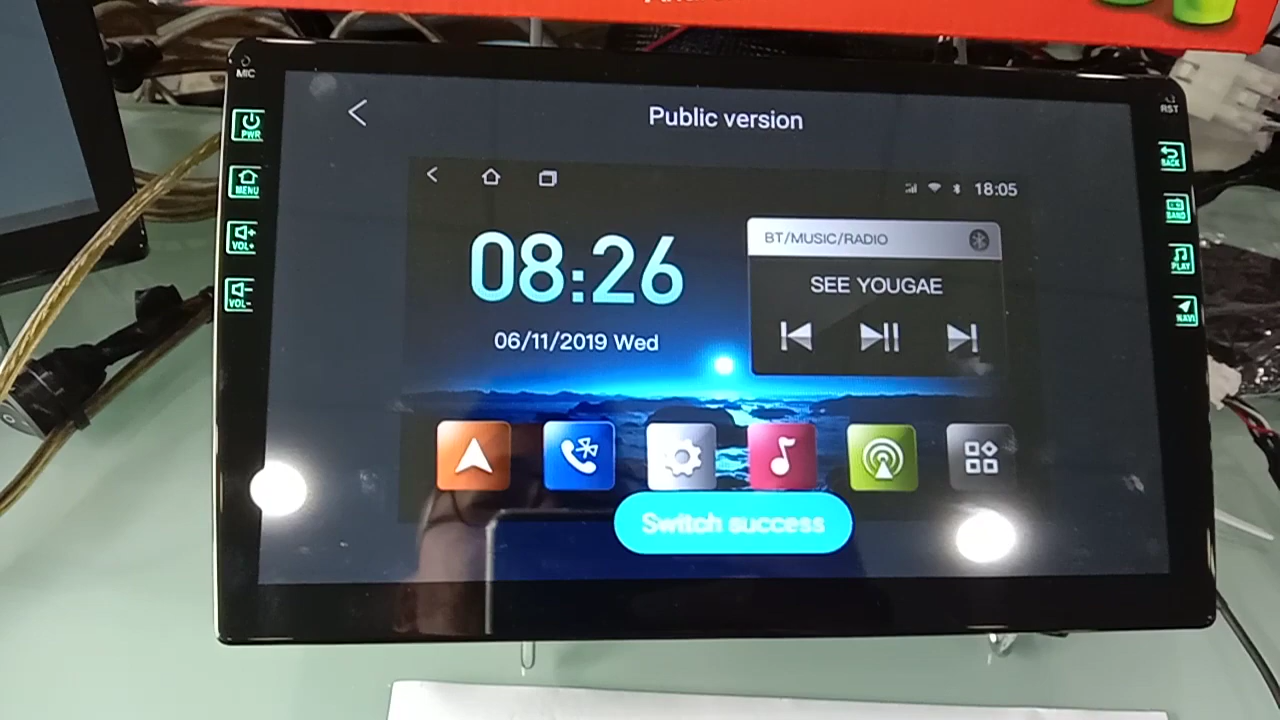 MIC
PWR
MENU
VOL+
VOL-
Public version
18:05
08:26
06/11/2019 Wed
BT/MUSIC/RADIO
SEE YOUGAE
Switch success
RST
BACK
BAND
PLAY
NAVI